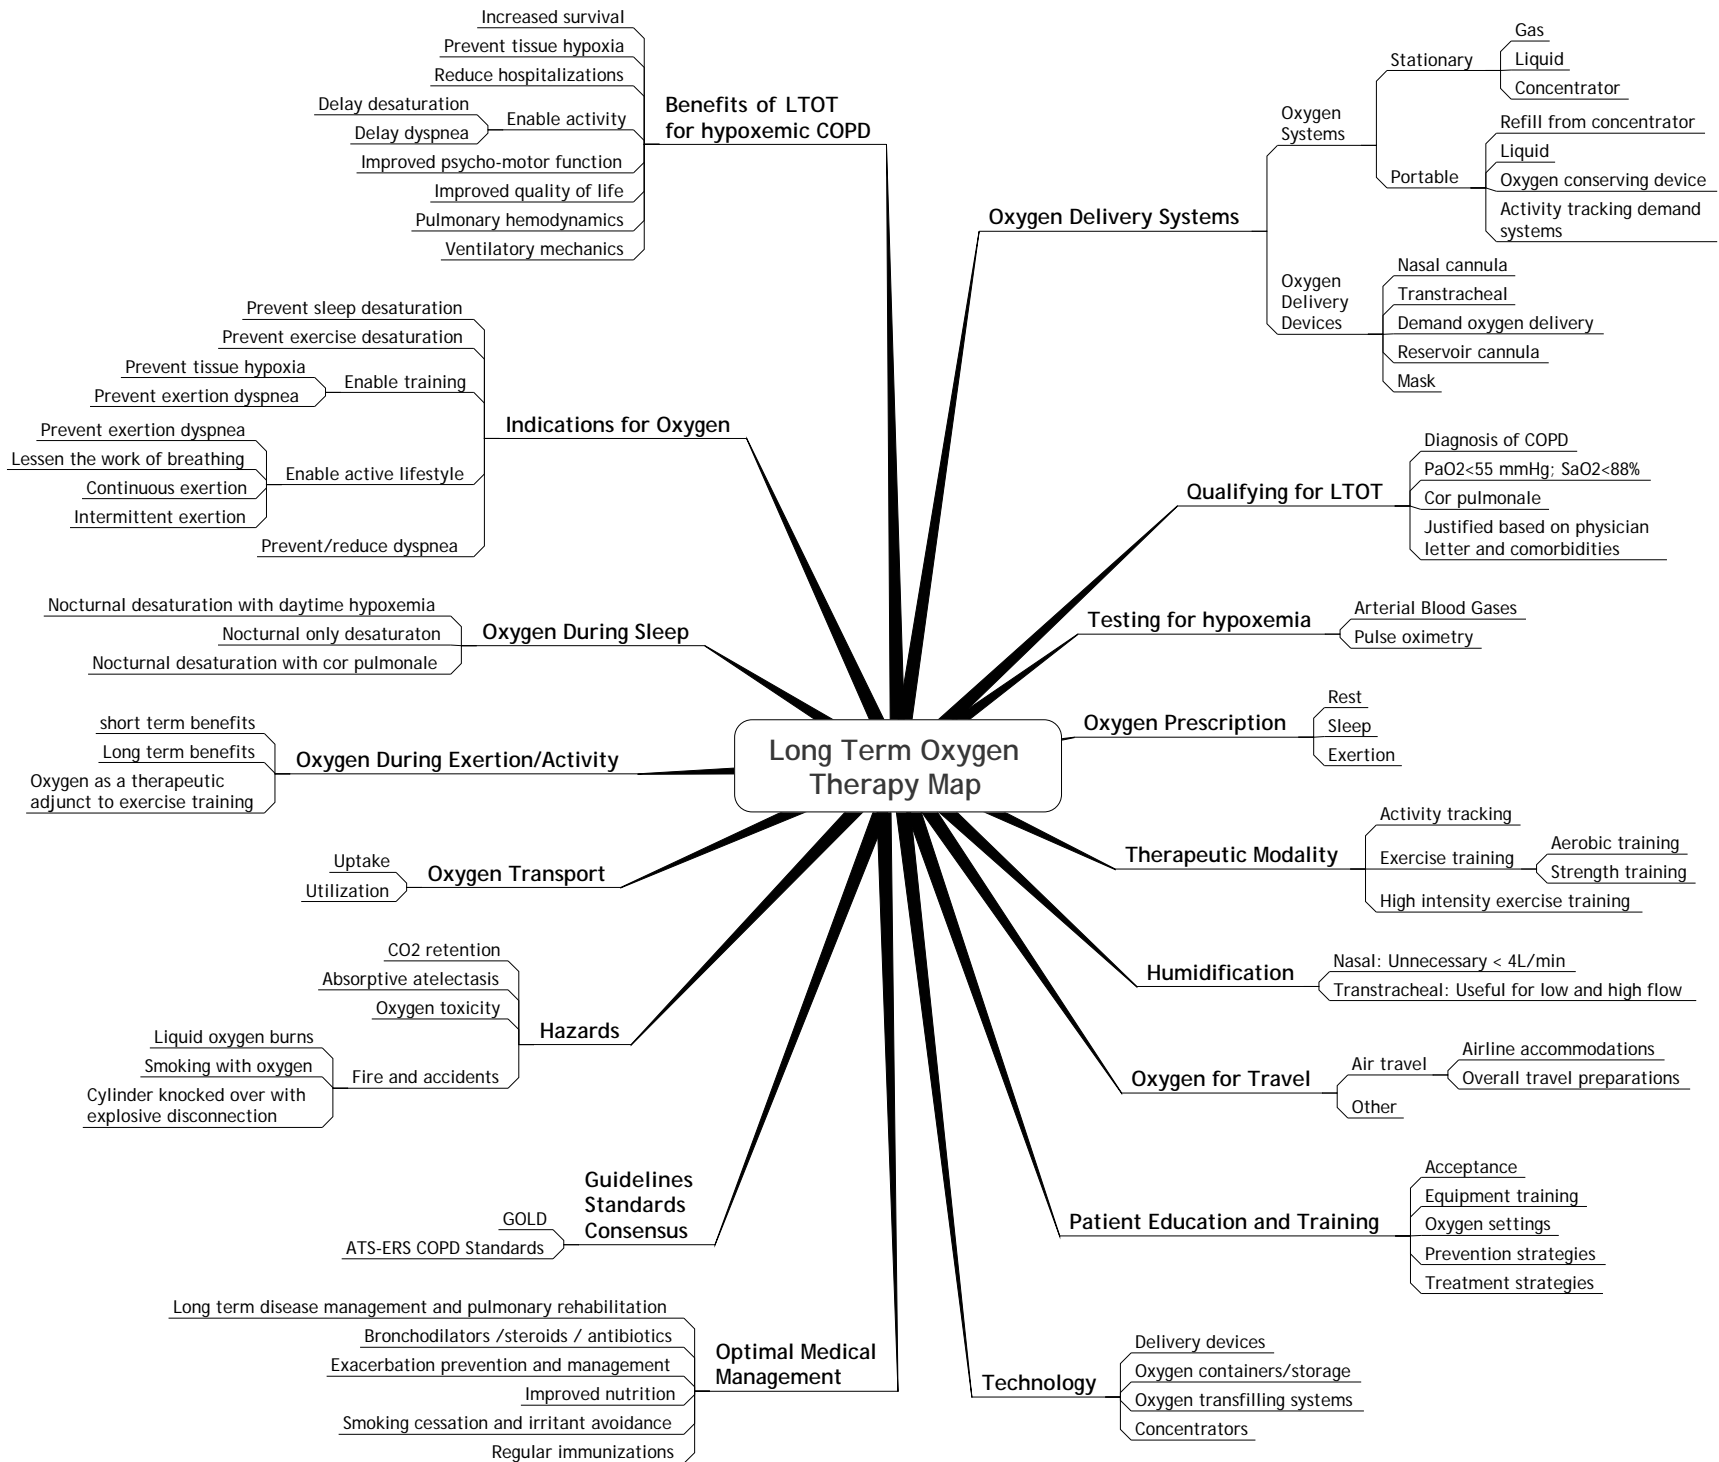 Long Term Oxygen
Therapy Map
Benefits of LTOT
for hypoxemic COPD
Increased survival
Prevent tissue hypoxia
Reduce hospitalizations
Enable activity
Delay desaturation
Delay dyspnea
Improved psycho-motor function
Improved quality of life
Pulmonary hemodynamics
Ventilatory mechanics
Indications for Oxygen
Prevent sleep desaturation
Prevent exercise desaturation
Enable training
Prevent tissue hypoxia
Prevent exertion dyspnea
Enable active lifestyle
Prevent exertion dyspnea
Lessen the work of breathing
Continuous exertion
Intermittent exertion
Prevent/reduce dyspnea
Oxygen During Sleep
Nocturnal desaturation with daytime hypoxemia
Nocturnal only desaturaton
Nocturnal desaturation with cor pulmonale
Oxygen During Exertion/Activity
short term benefits
Long term benefits
Oxygen as a therapeutic
adjunct to exercise training
Oxygen Transport
Uptake
Utilization
Hazards
CO2 retention
Absorptive atelectasis
Oxygen toxicity
Fire and accidents
Liquid oxygen burns
Smoking with oxygen
Cylinder knocked over with
explosive disconnection
Guidelines
Standards
Consensus
GOLD
ATS-ERS COPD Standards
Optimal Medical
Management
Long term disease management and pulmonary rehabilitation
Bronchodilators /steroids / antibiotics
Exacerbation prevention and management
Improved nutrition
Smoking cessation and irritant avoidance
Regular immunizations
Oxygen Delivery Systems
Oxygen
Systems
Stationary
Gas
Liquid
Concentrator
Portable
Refill from concentrator
Liquid
Oxygen conserving device
Activity tracking demand
systems
Oxygen
Delivery
Devices
Nasal cannula
Transtracheal
Demand oxygen delivery
Reservoir cannula
Mask
Qualifying for LTOT
Diagnosis of COPD
PaO2<55 mmHg; SaO2<88%
Cor pulmonale
Justified based on physician
letter and comorbidities
Testing for hypoxemia
Arterial Blood Gases
Pulse oximetry
Oxygen Prescription
Rest
Sleep
Exertion
Therapeutic Modality
Activity tracking
Exercise training
Aerobic training
Strength training
High intensity exercise training
Humidification
Nasal: Unnecessary < 4L/min
Transtracheal: Useful for low and high flow
Oxygen for Travel
Air travel
Airline accommodations
Overall travel preparations
Other
Patient Education and Training
Acceptance
Equipment training
Oxygen settings
Prevention strategies
Treatment strategies
Technology
Delivery devices
Oxygen containers/storage
Oxygen transfilling systems
Concentrators